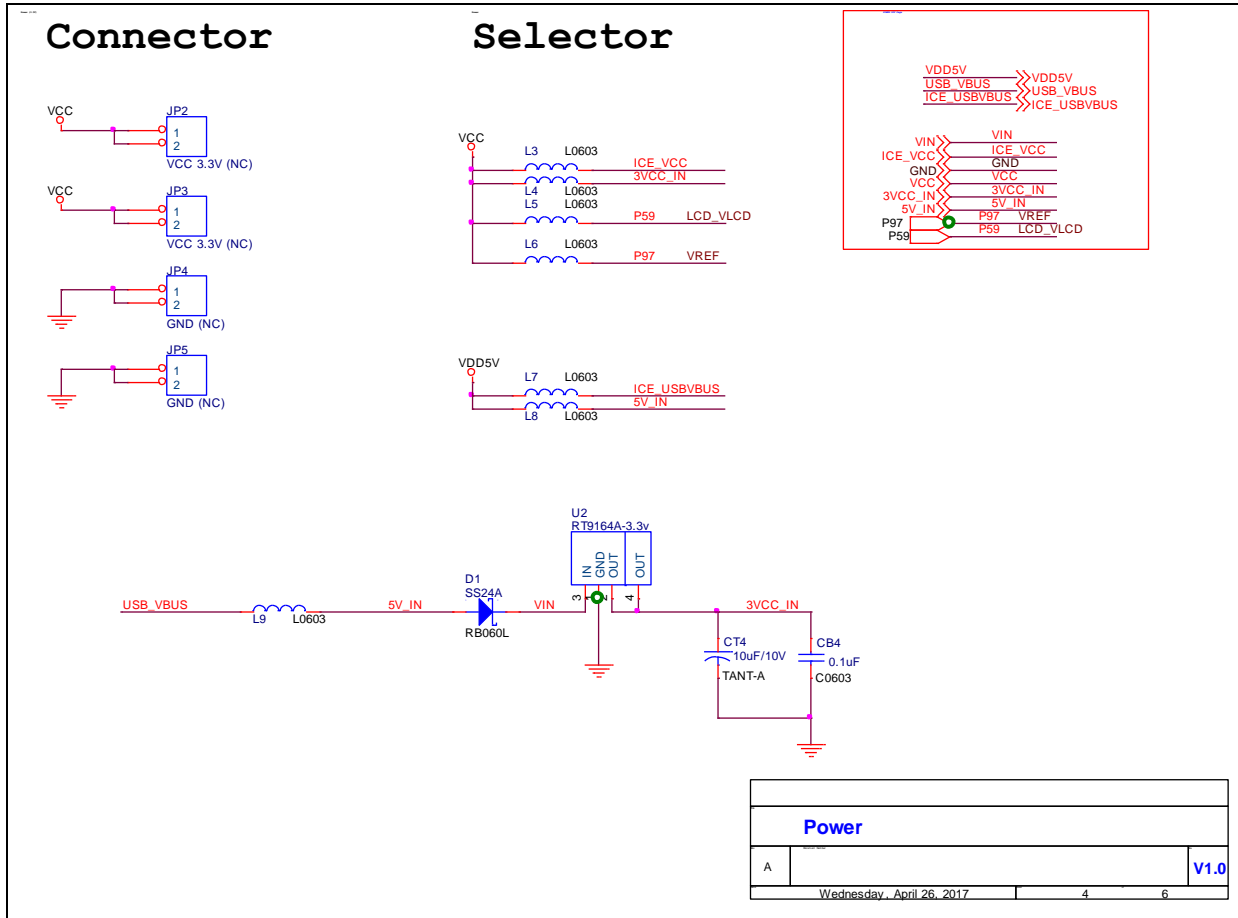 Connector
Selector
VCC
JP2
1
2
VCC 3.3V (NC)
VCC
JP3
1
2
VCC 3.3V (NC)
JP4
1
2
GND (NC)
JP5
1
2
GND (NC)
VCC
L3 L0603
ICE_VCC
3VCC_IN
L4 L0603
L5 L0603
P59 LCD_VLCD
L6 L0603
P97 VREF
VDD5V
L7 L0603
ICE_USBVBUS
5V_IN
L8 L0603
VDD5V VDD5V
USB_VBUS USB_VBUS
ICE_USBVBUS ICE_USBVBUS
VIN VIN
ICE_VCC ICE_VCC
GND GND
VCC VCC
3VCC_IN 3VCC_IN
5V_IN 5V_IN
P97 P97 VREF
P59 P59 LCD_VLCD
U2
RT9164A-3.3v
IN
GND
OUT
OUT
3
1
2
4
USB_VBUS
L9 L0603
5V_IN
D1
SS24A
RB060L
VIN
3VCC_IN
CT4
10uF/10V
TANT-A
CB4
0.1uF
C0603
Power
A
V1.0
Wednesday, April 26, 2017 4 6